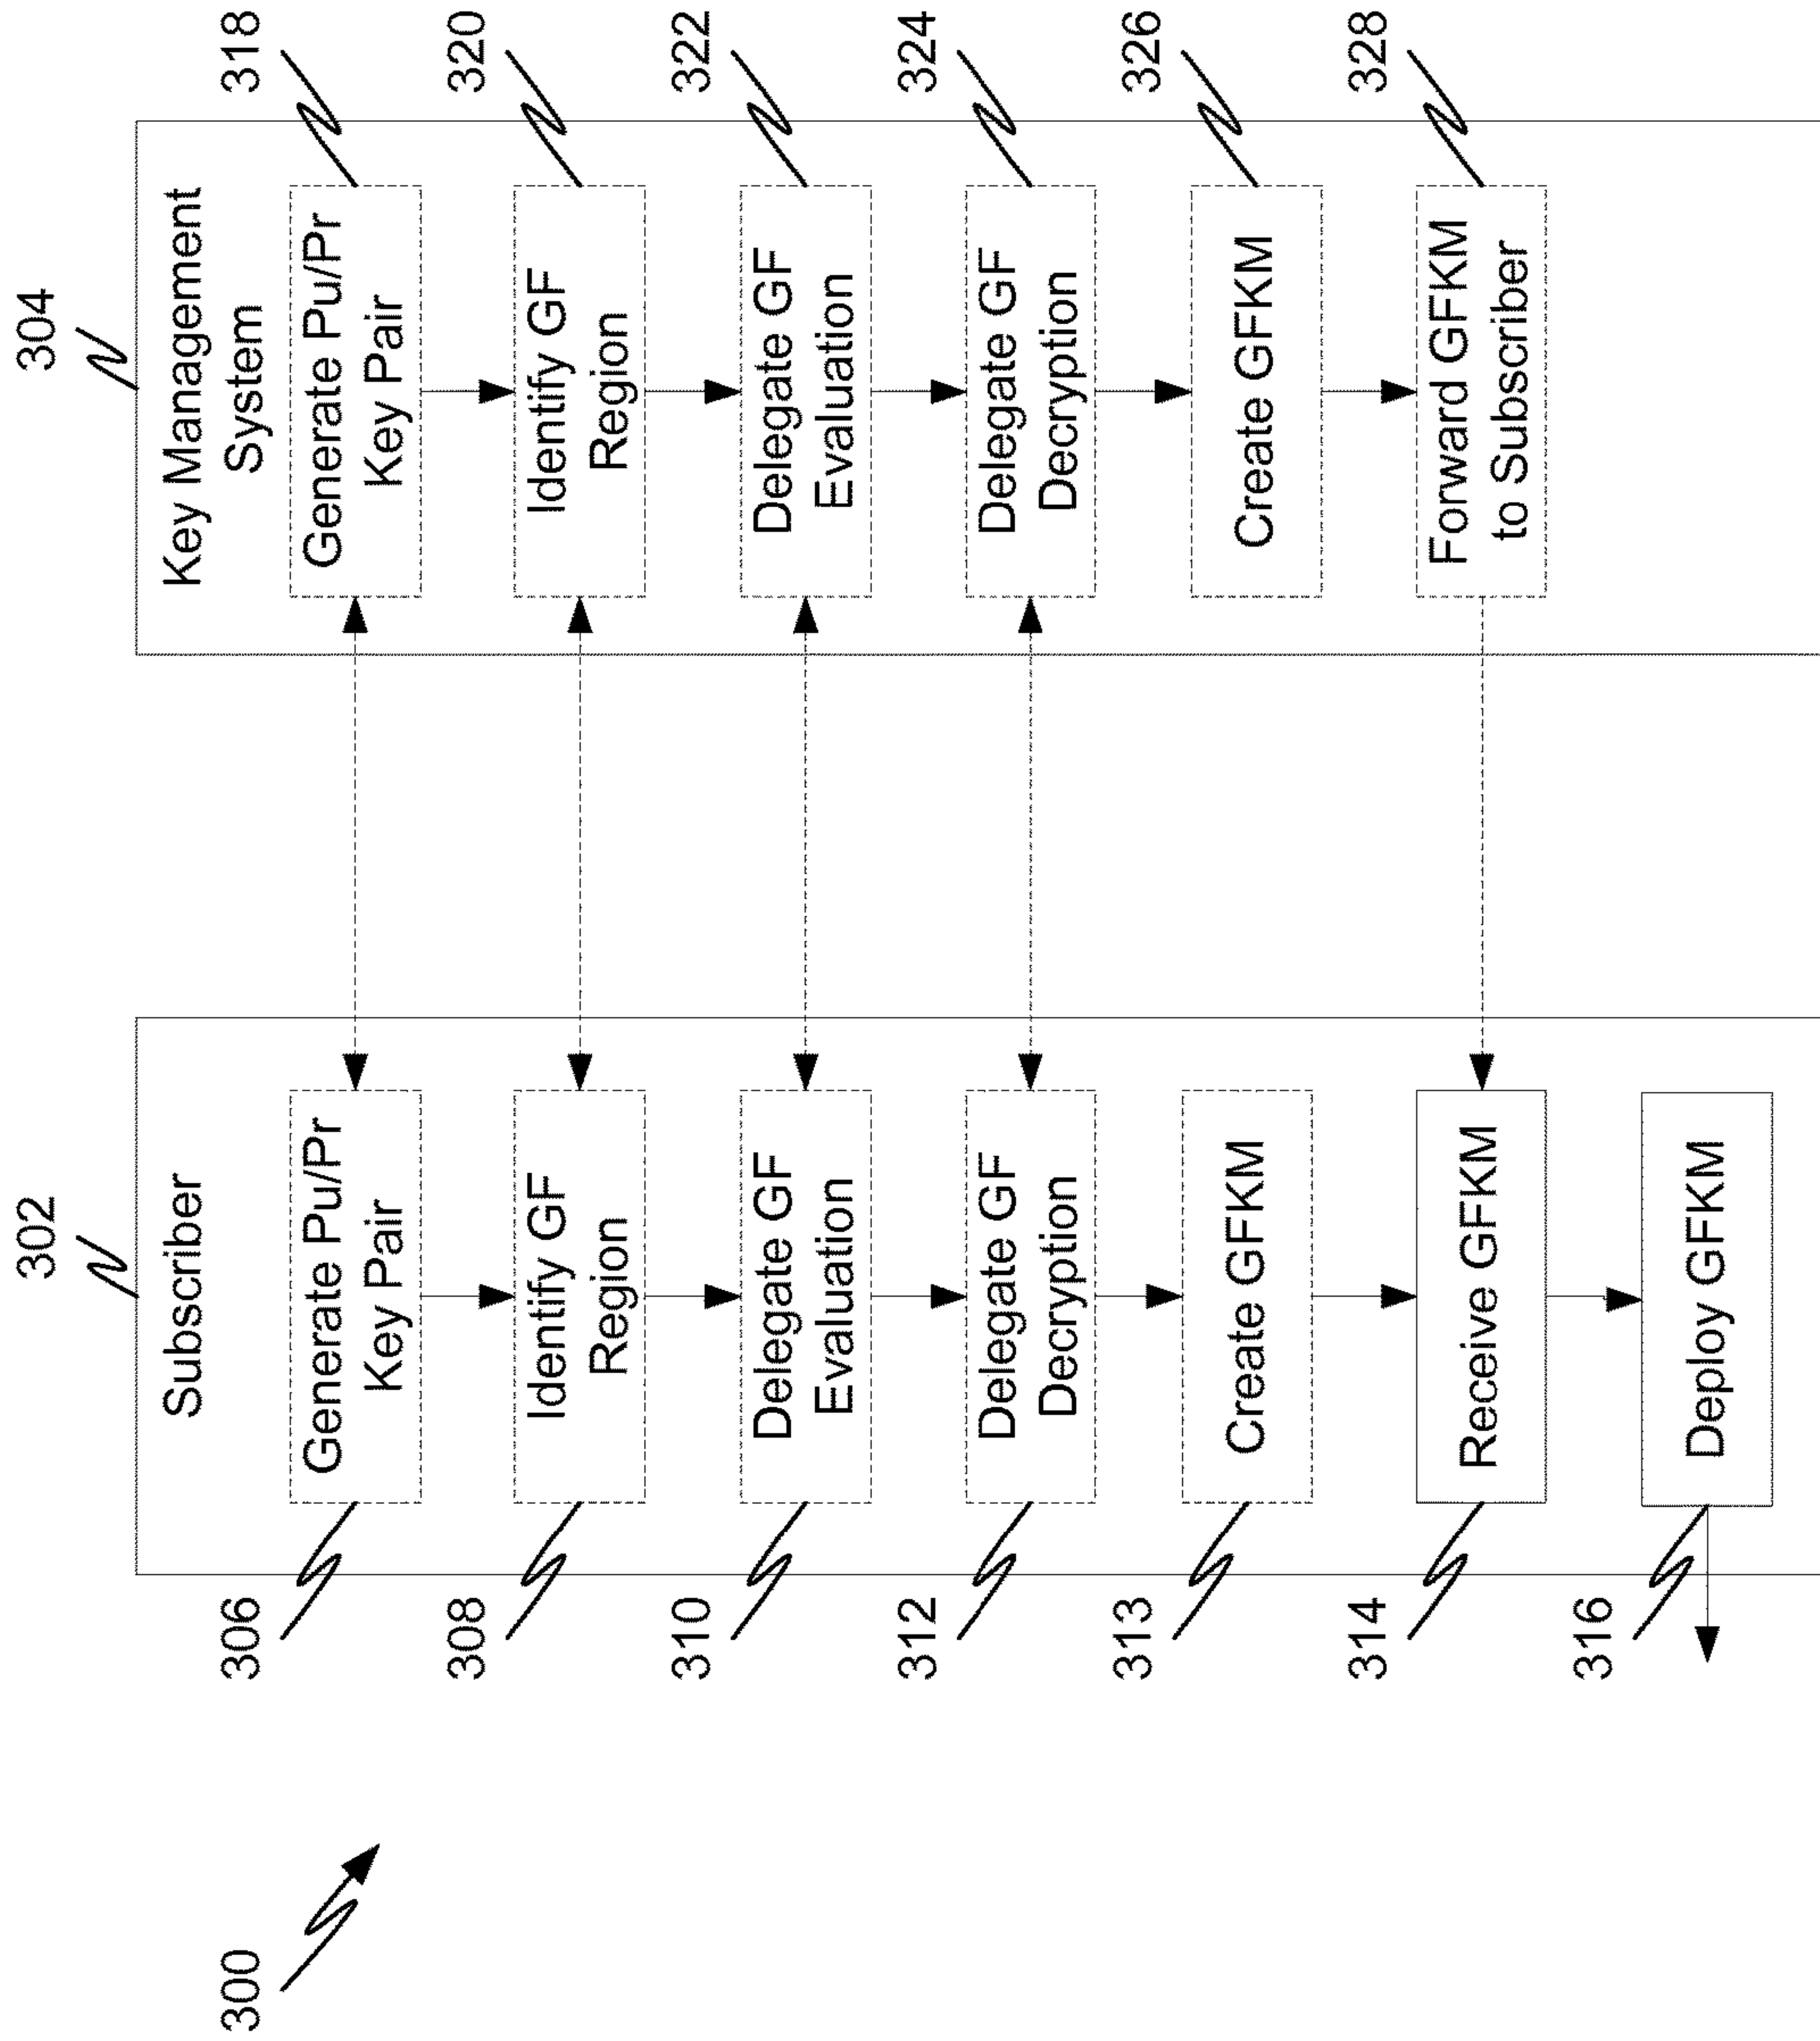 300
302
Subscriber
306
Generate Pu/Pr
Key Pair
308
Identify GF
Region
310
Delegate GF
Evaluation
312
Delegate GF
Decryption
313
Create GFKM
314
Receive GFKM
316
Deploy GFKM
304
Key Management
System
Generate Pu/Pr
Key Pair
318
Identify GF
Region
320
Delegate GF
Evaluation
322
Delegate GF
Decryption
324
Create GFKM
326
Forward GFKM
to Subscriber
328